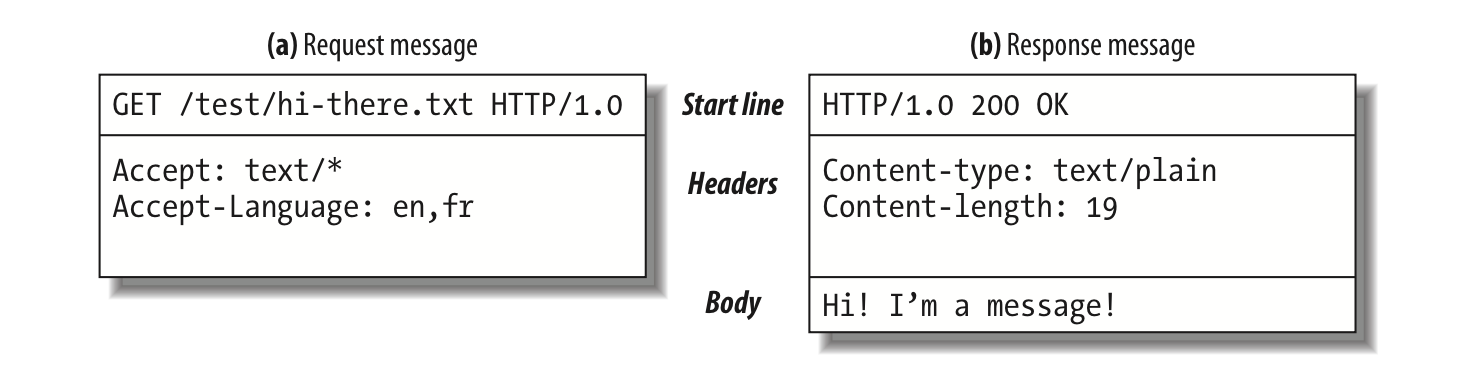 (a) Request message
GET /test/hi-there.txt HTTP/1.0
Accept: text/*
Accept-Language: en,fr
Start line
Headers
Body
(b) Response message
HTTP/1.0 200 OK
Content-type: text/plain
Content-length: 19
Hi! I’m a message!